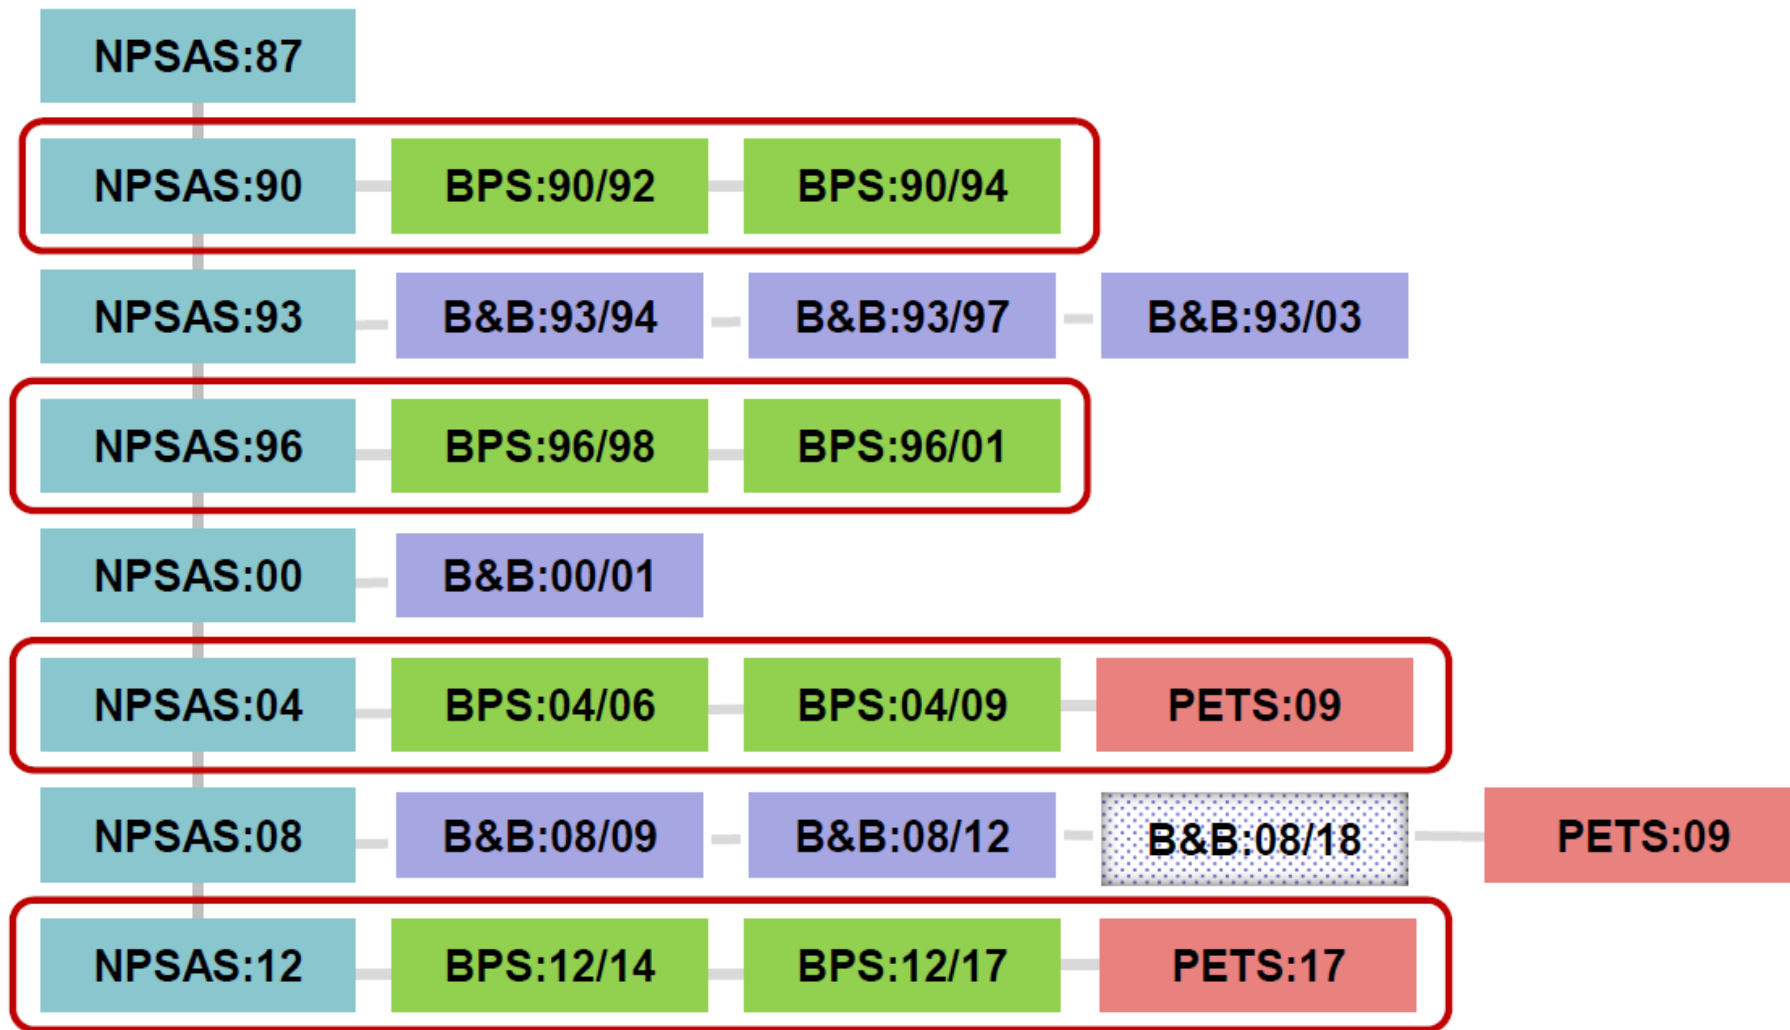 NPSAS:87
NPSAS:90 BPS:90/92 BPS:90/94
NPSAS:93 B&B:93/94 B&B:93/97 B&B:93/03
NPSAS:96 BPS:96/98 BPS:96/01
NPSAS:00 B&B:00/01
NPSAS:04 BPS:04/06 BPS:04/09 PETS:09
NPSAS:08 B&B:08/09 B&B:08/12 B&B:08/18 PETS:09
NPSAS:12 BPS:12/14 BPS:12/17 PETS:17